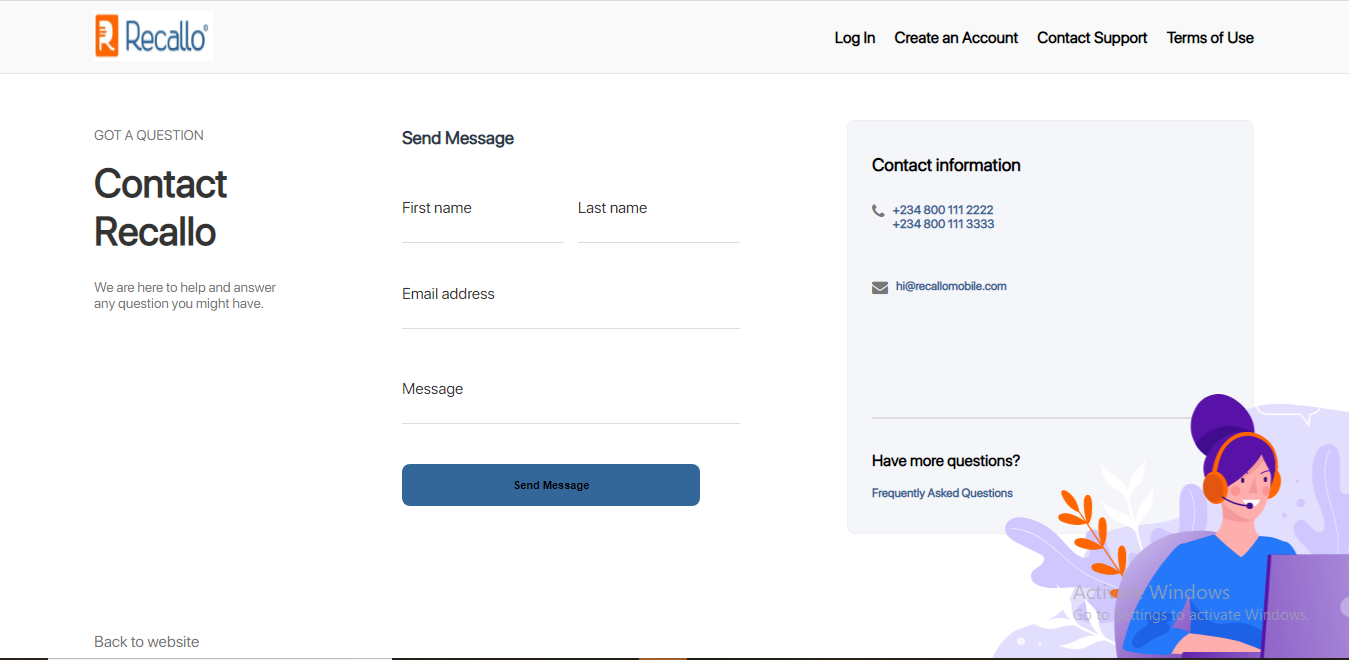 Recallo®
Log In
Create an Account
Contact Support
Terms of Use
GOT A QUESTION
Contact
Recallo
We are here to help and answer
any question you might have.
Send Message
First name
Last name
Email address
Message
Send Message
Contact information
+234 800 111 2222
+234 800 111 3333
hi@recallomobile.com
Have more questions?
Frequently Asked Questions
Activate Windows
Go to Settings to activate Windows.
Back to website